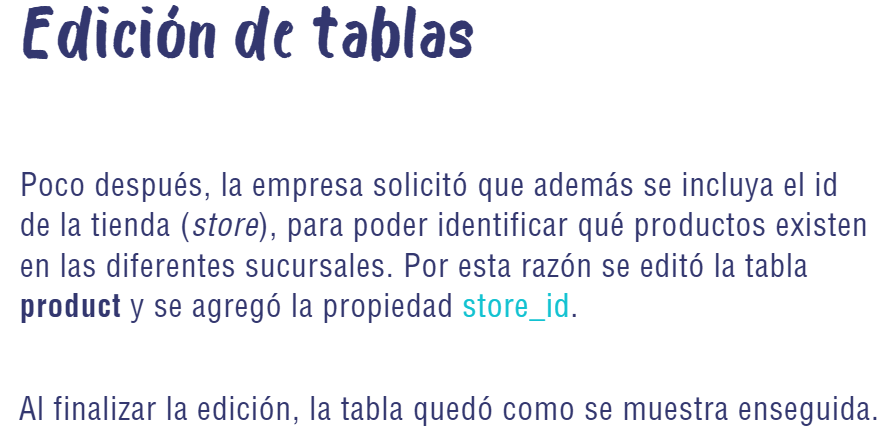 Edición de tablas
Poco después, la empresa solicitó que además se incluya el id
de la tienda (store), para poder identificar qué productos existen
en las diferentes sucursales. Por esta razón se editó la tabla
product y se agregó la propiedad store_id.
Al finalizar la edición, la tabla quedó como se muestra enseguida.